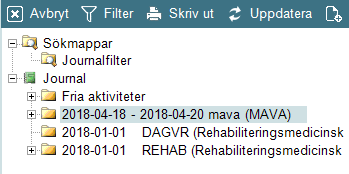 Avbryt Filter Skriv ut Uppdatera
Sökmappar
Journalfilter
Journal
Fria aktiviteter
2018-04-18 - 2018-04-20 mava (MAVA)
2018-01-01 DAGVR (Rehabiliteringsmedicinsk
2018-01-01 REHAB (Rehabiliteringsmedicinsk